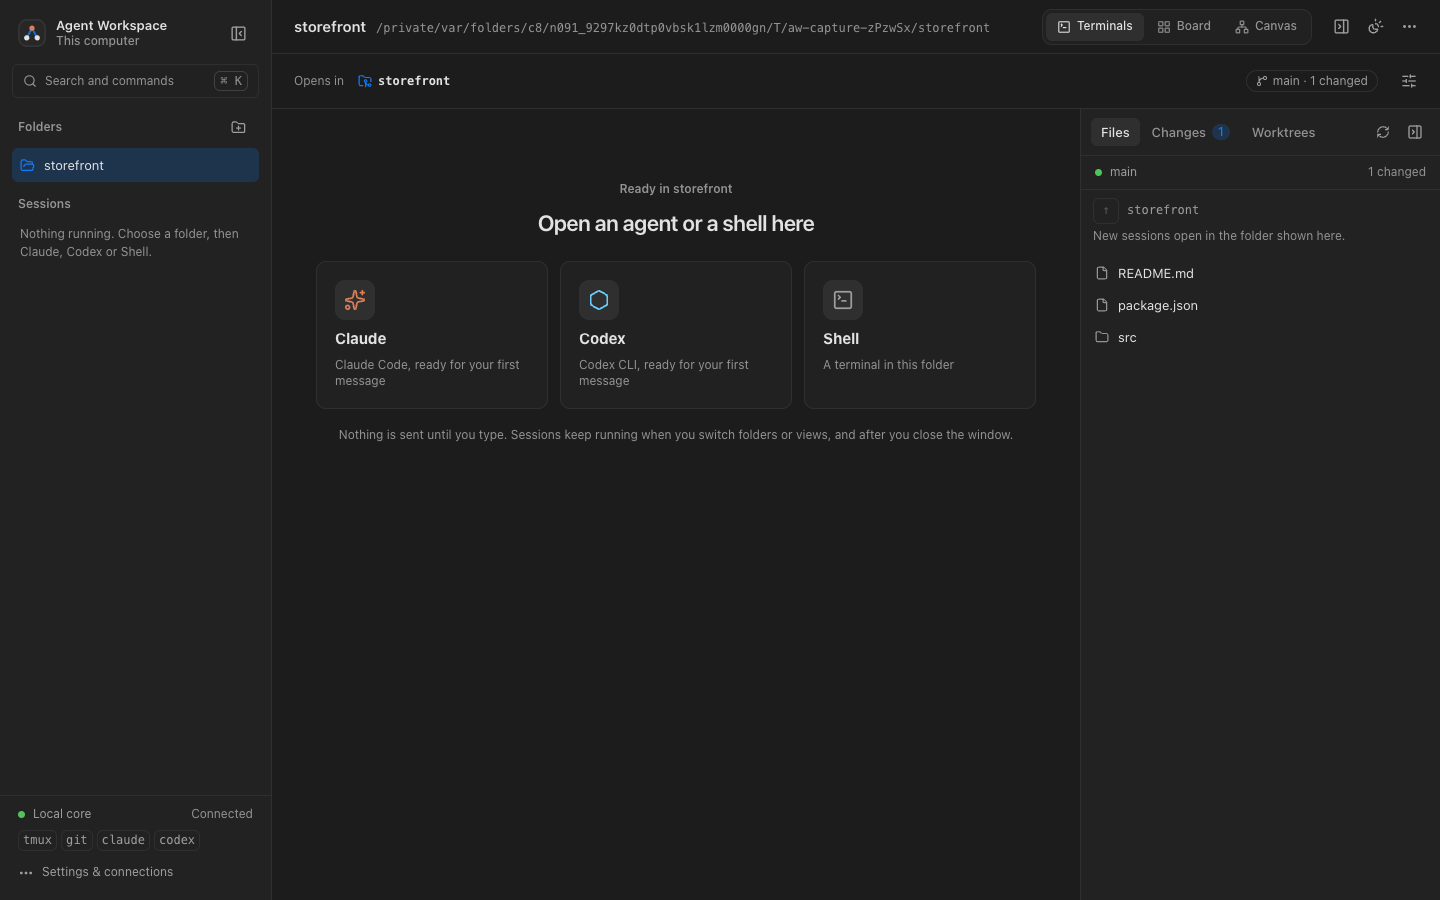 Agent Workspace
This computer
Search and commands ⌘ K
Folders
storefront
Sessions
Nothing running. Choose a folder, then
Claude, Codex or Shell.
Local core Connected
tmux git claude codex
Settings & connections
storefront /private/var/folders/c8/n091_9297kz0dtp0vbsk1lzm0000gn/T/aw-capture-zPzwSx/storefront
Terminals Board Canvas
Opens in storefront
main · 1 changed
Ready in storefront
Open an agent or a shell here
Claude
Claude Code, ready for your first
message
Codex
Codex CLI, ready for your first
message
Shell
A terminal in this folder
Nothing is sent until you type. Sessions keep running when you switch folders or views, and after you close the window.
Files Changes 1 Worktrees
main 1 changed
↑ storefront
New sessions open in the folder shown here.
README.md
package.json
src